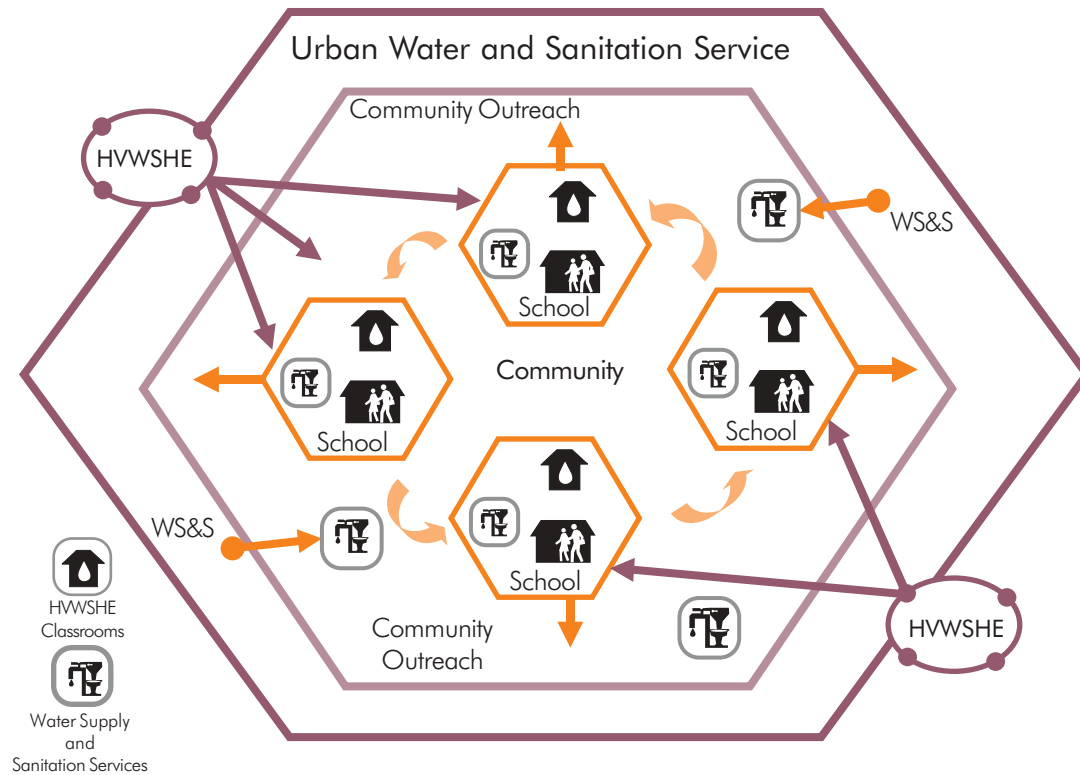 Urban Water and Sanitation Service
Community Outreach
HVWSHE
WS&S
School
Community
School
School
WS&S
School
HVWSHE
Classrooms
Community
Outreach
HVWSHE
Water Supply
and
Sanitation Services